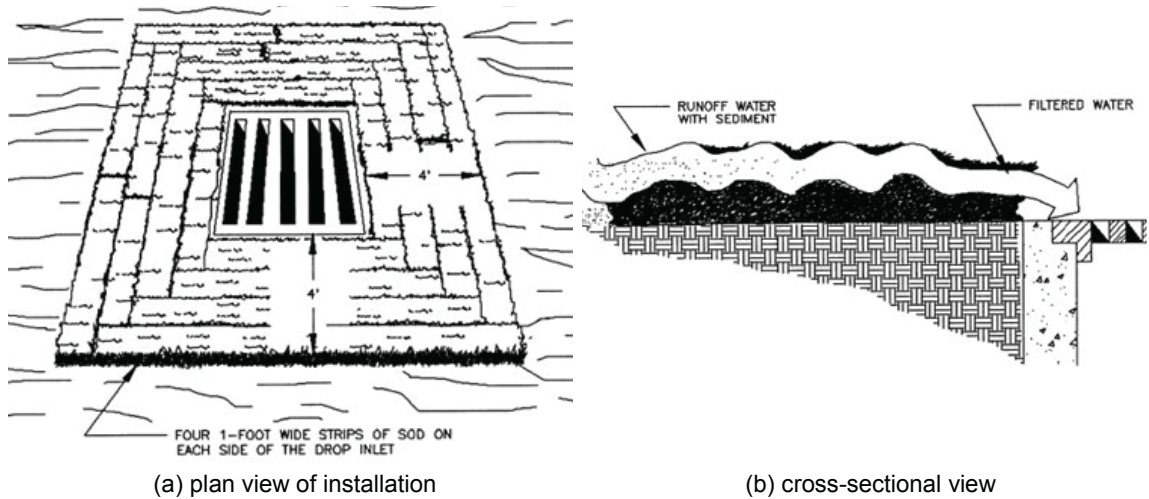 4'
4'
FOUR 1-FOOT WIDE STRIPS OF SOD ON
EACH SIDE OF THE DROP INLET
(a) plan view of installation
RUNOFF WATER
WITH SEDIMENT
FILTERED WATER
(b) cross-sectional view